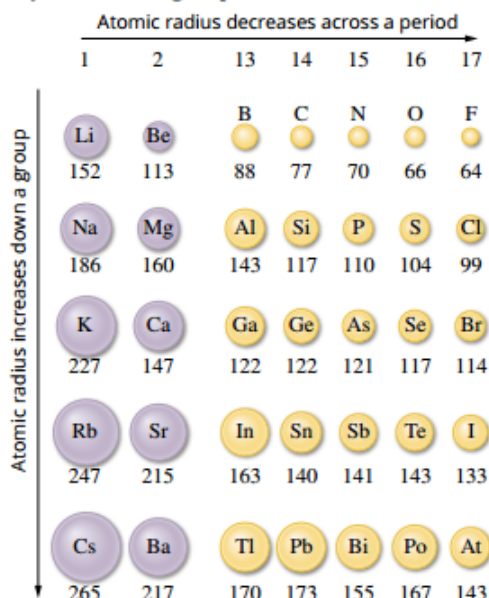 Atomic radius decreases across a period
1 2 13 14 15 16 17
Atomic radius increases down a group
B C N O F
Li Be
152 113 88 77 70 66 64
Na Mg Al Si P S Cl
186 160 143 117 110 104 99
K Ca Ga Ge As Se Br
227 147 122 122 121 117 114
Rb Sr In Sn Sb Te I
247 215 163 140 141 143 133
Cs Ba Tl Pb Bi Po At
265 217 170 173 155 167 143